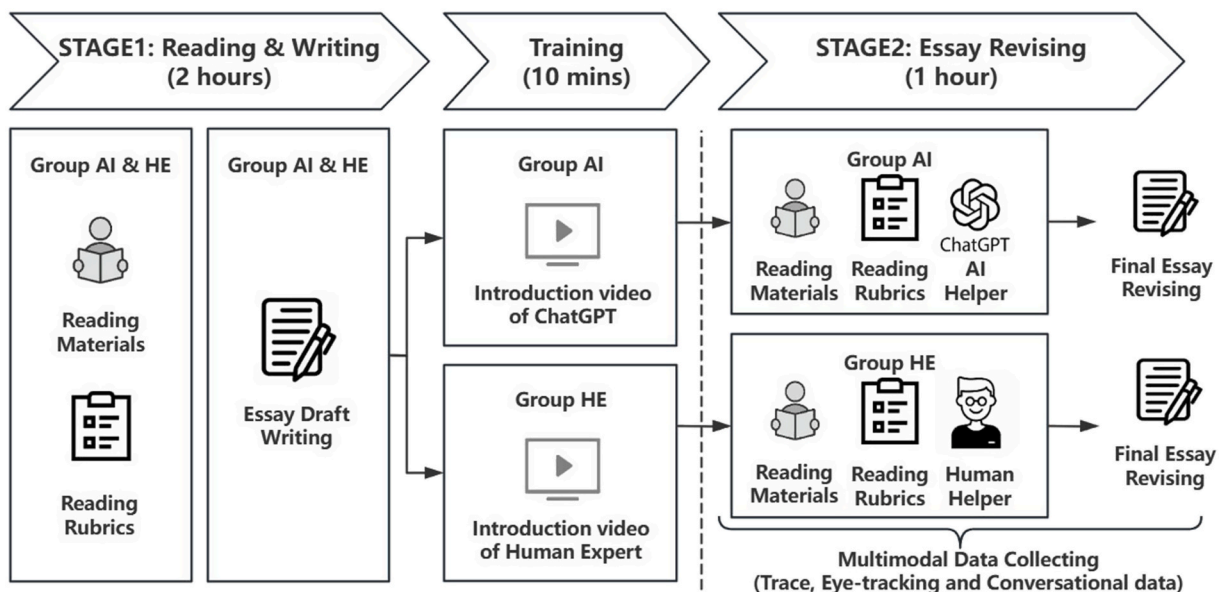 STAGE1: Reading & Writing
(2 hours)
Training
(10 mins)
STAGE2: Essay Revising
(1 hour)
Group AI & HE
Reading
Materials
Reading
Rubrics
Group AI & HE
Essay Draft
Writing
Group AI
Introduction video
of ChatGPT
Group HE
Introduction video
of Human Expert
Group AI
Reading
Materials
Reading
Rubrics
ChatGPT
AI
Helper
Final Essay
Revising
Group HE
Reading
Materials
Reading
Rubrics
Human
Helper
Final Essay
Revising
Multimodal Data Collecting
(Trace, Eye-tracking and Conversational data)